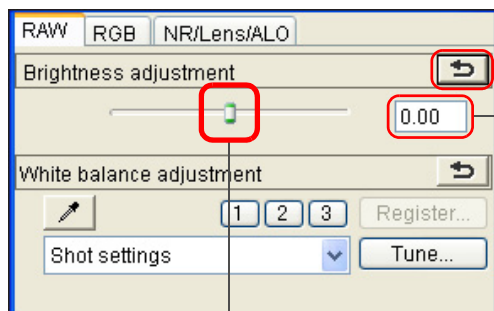 RAW RGB NR/Lens/ALO
Brightness adjustment
0.00
White balance adjustment
1 2 3 Register...
Shot settings Tune...